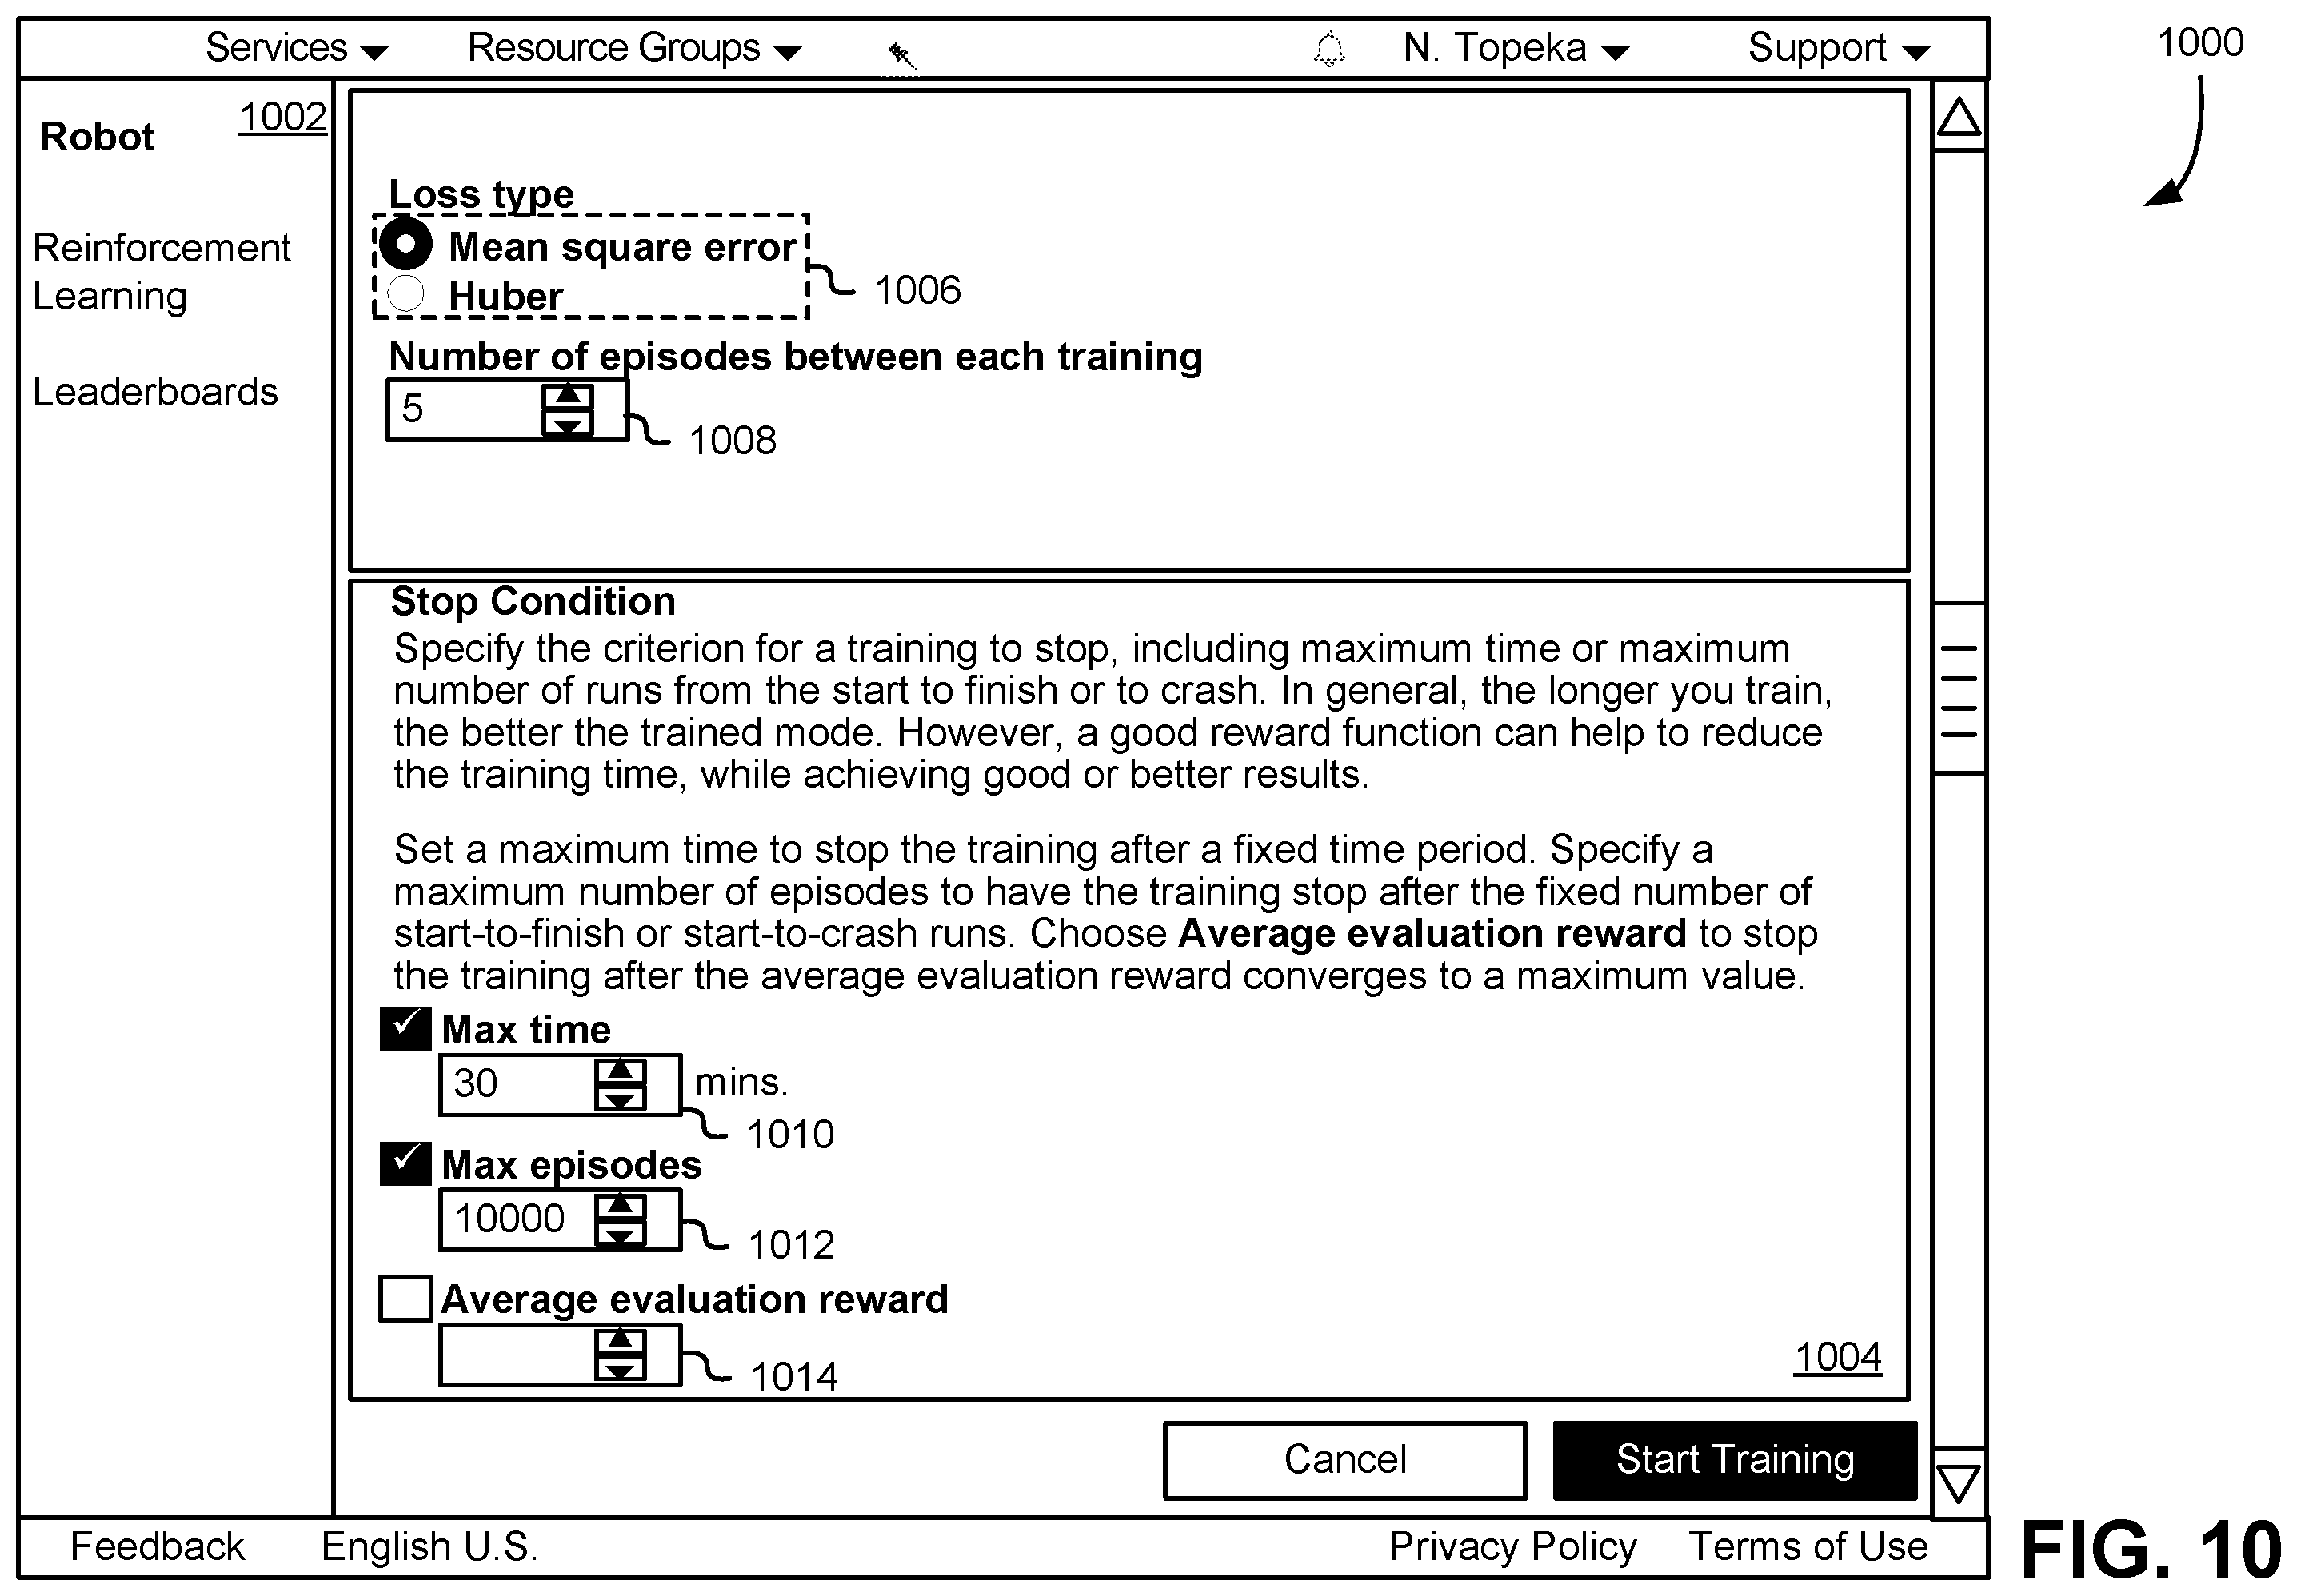 Services Resource Groups N. Topeka Support
1000
Robot 1002
Reinforcement
Learning
Leaderboards
Loss type
Mean square error
Huber
1006
Number of episodes between each training
5
1008
Stop Condition
Specify the criterion for a training to stop, including maximum time or maximum
number of runs from the start to finish or to crash. In general, the longer you train,
the better the trained mode. However, a good reward function can help to reduce
the training time, while achieving good or better results.
Set a maximum time to stop the training after a fixed time period. Specify a
maximum number of episodes to have the training stop after the fixed number of
start-to-finish or start-to-crash runs. Choose Average evaluation reward to stop
the training after the average evaluation reward converges to a maximum value.
Max time
30 mins.
1010
Max episodes
10000
1012
Average evaluation reward
1014
1004
Cancel Start Training
Feedback English U.S. Privacy Policy Terms of Use
FIG. 10